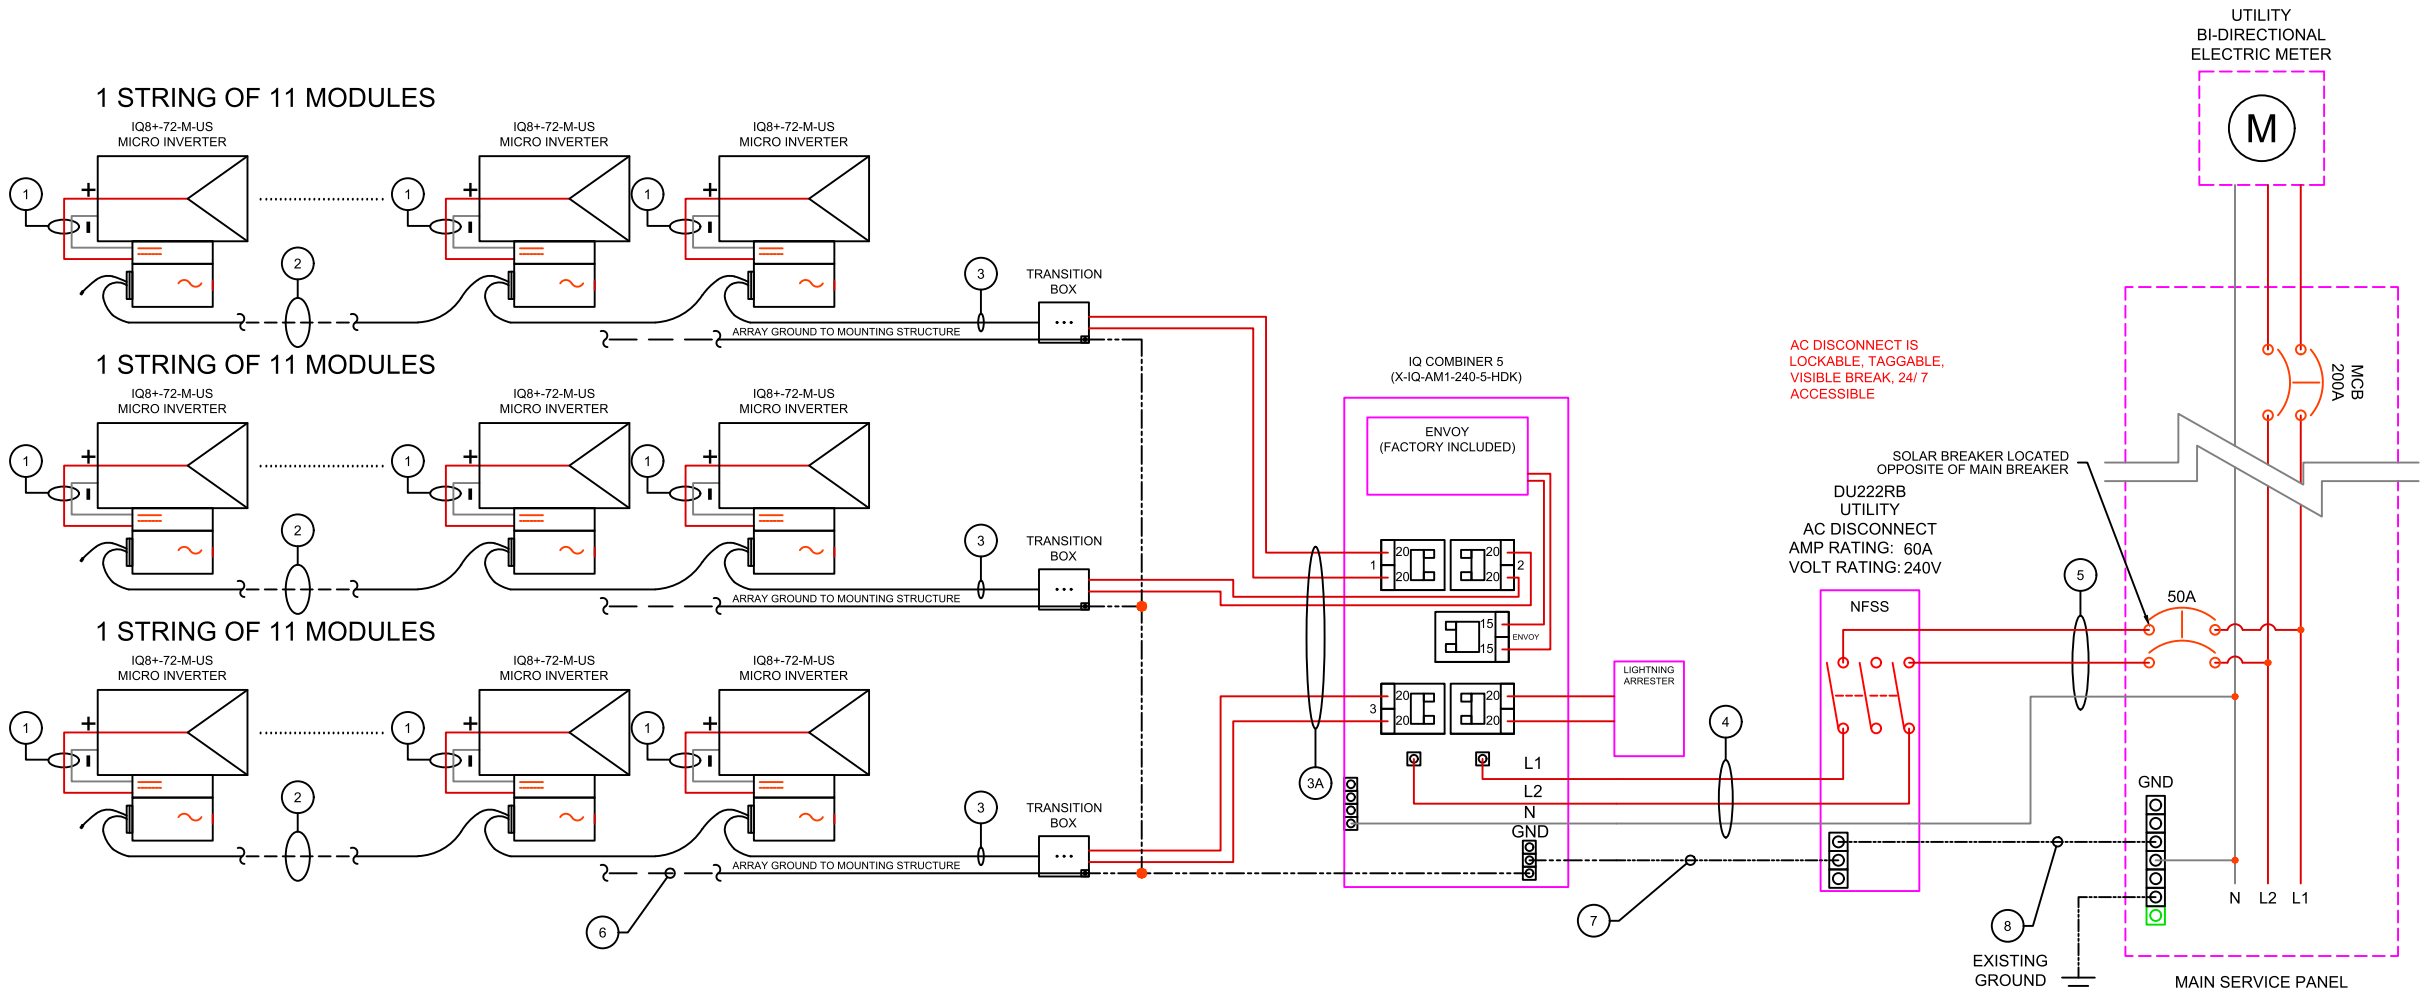 UTILITY
BI-DIRECTIONAL
ELECTRIC METER
M
1 STRING OF 11 MODULES
IQ8+-72-M-US
MICRO INVERTER
IQ8+-72-M-US
MICRO INVERTER
IQ8+-72-M-US
MICRO INVERTER
1
+
-
1
+
-
1
+
-
2
3
TRANSITION
BOX
ARRAY GROUND TO MOUNTING STRUCTURE
1 STRING OF 11 MODULES
IQ8+-72-M-US
MICRO INVERTER
IQ8+-72-M-US
MICRO INVERTER
IQ8+-72-M-US
MICRO INVERTER
1
+
-
1
+
-
1
+
-
2
3
TRANSITION
BOX
ARRAY GROUND TO MOUNTING STRUCTURE
1 STRING OF 11 MODULES
IQ8+-72-M-US
MICRO INVERTER
IQ8+-72-M-US
MICRO INVERTER
IQ8+-72-M-US
MICRO INVERTER
1
+
-
1
+
-
1
+
-
2
3
TRANSITION
BOX
ARRAY GROUND TO MOUNTING STRUCTURE
6
IQ COMBINER 5
(X-IQ-AM1-240-5-HDK)
ENVOY
(FACTORY INCLUDED)
1
20
20
20
20
2
15
15
ENVOY
3
20
20
20
20
LIGHTNING
ARRESTER
3A
L1
L2
N
GND
4
7
AC DISCONNECT IS
LOCKABLE, TAGGABLE,
VISIBLE BREAK, 24/ 7
ACCESSIBLE
SOLAR BREAKER LOCATED
OPPOSITE OF MAIN BREAKER
DU222RB
UTILITY
AC DISCONNECT
AMP RATING: 60A
VOLT RATING: 240V
NFSS
5
50A
MCB
200A
GND
N L2 L1
8
EXISTING
GROUND
MAIN SERVICE PANEL